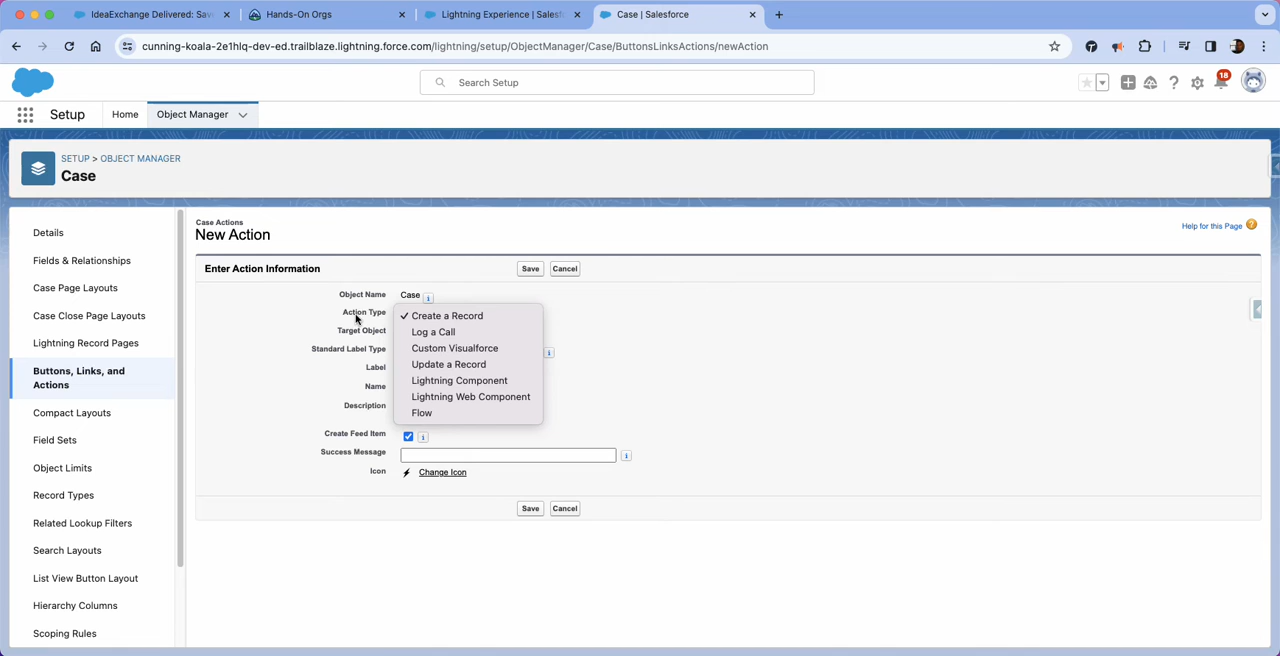 IdeaExchange Delivered: Sav
Hands-On Orgs
Lightning Experience | Salesf
Case | Salesforce
cunning-koala-2e1hlq-dev-ed.trailblaze.lightning.force.com/lightning/setup/ObjectManager/Case/ButtonsLinksActions/newAction
Search Setup
18
Setup
Home
Object Manager
SETUP > OBJECT MANAGER
Case
Details
Fields & Relationships
Case Page Layouts
Case Close Page Layouts
Lightning Record Pages
Buttons, Links, and
Actions
Compact Layouts
Field Sets
Object Limits
Record Types
Related Lookup Filters
Search Layouts
List View Button Layout
Hierarchy Columns
Scoping Rules
Case Actions
New Action
Help for this Page
Enter Action Information
Save
Cancel
Object Name
Case
Action Type
Target Object
Standard Label Type
Label
Name
Description
Create a Record
Log a Call
Custom Visualforce
Update a Record
Lightning Component
Lightning Web Component
Flow
Create Feed Item
Success Message
Icon
Change Icon
Save
Cancel